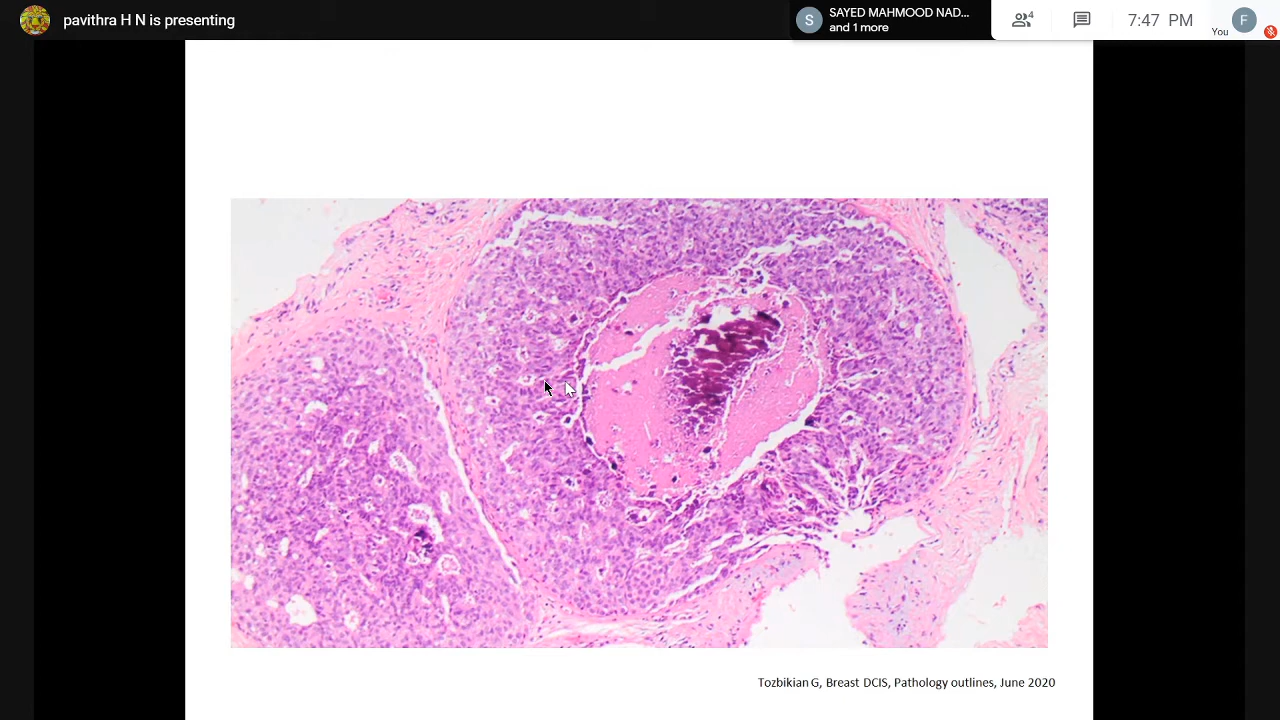 pavithra H N is presenting
S
SAYED MAHMOOD NAD...
and 1 more
4
7:47 PM
You
F
Tozbikian G, Breast DCIS, Pathology outlines, June 2020